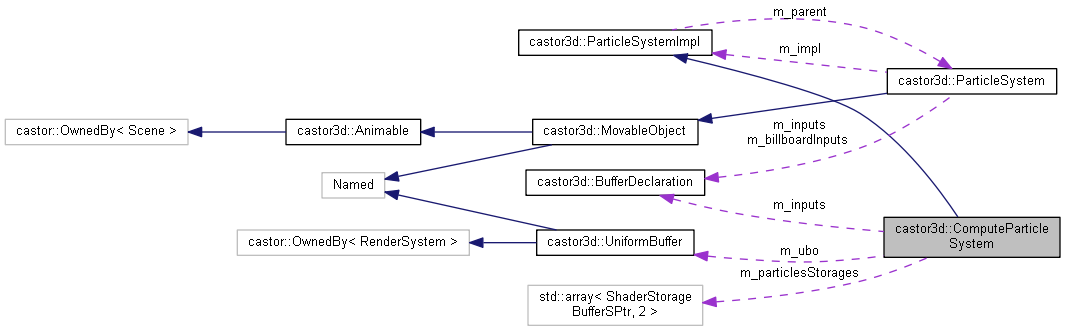 m_parent
castor3d::ParticleSystemImpl
m_impl
castor3d::ParticleSystem
castor::OwnedBy< Scene >
castor3d::Animable
castor3d::MovableObject
m_inputs
m_billboardInputs
Named
castor3d::BufferDeclaration
m_inputs
castor3d::ComputeParticle
System
castor::OwnedBy< RenderSystem >
castor3d::UniformBuffer
m_ubo
m_particlesStorages
std::array< ShaderStorage
BufferSPtr, 2 >